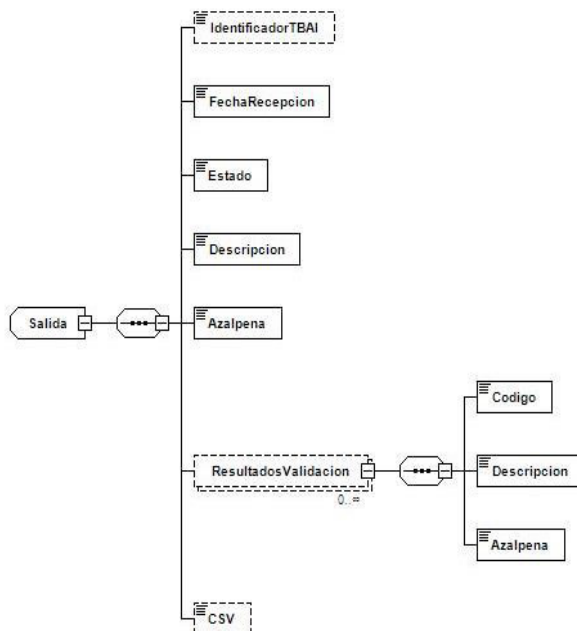 IdentificadorTBAI
FechaRecepcion
Estado
Descripcion
Salida
Azalpena
Codigo
ResultadosValidacion
0..∞
Descripcion
Azalpena
CSV